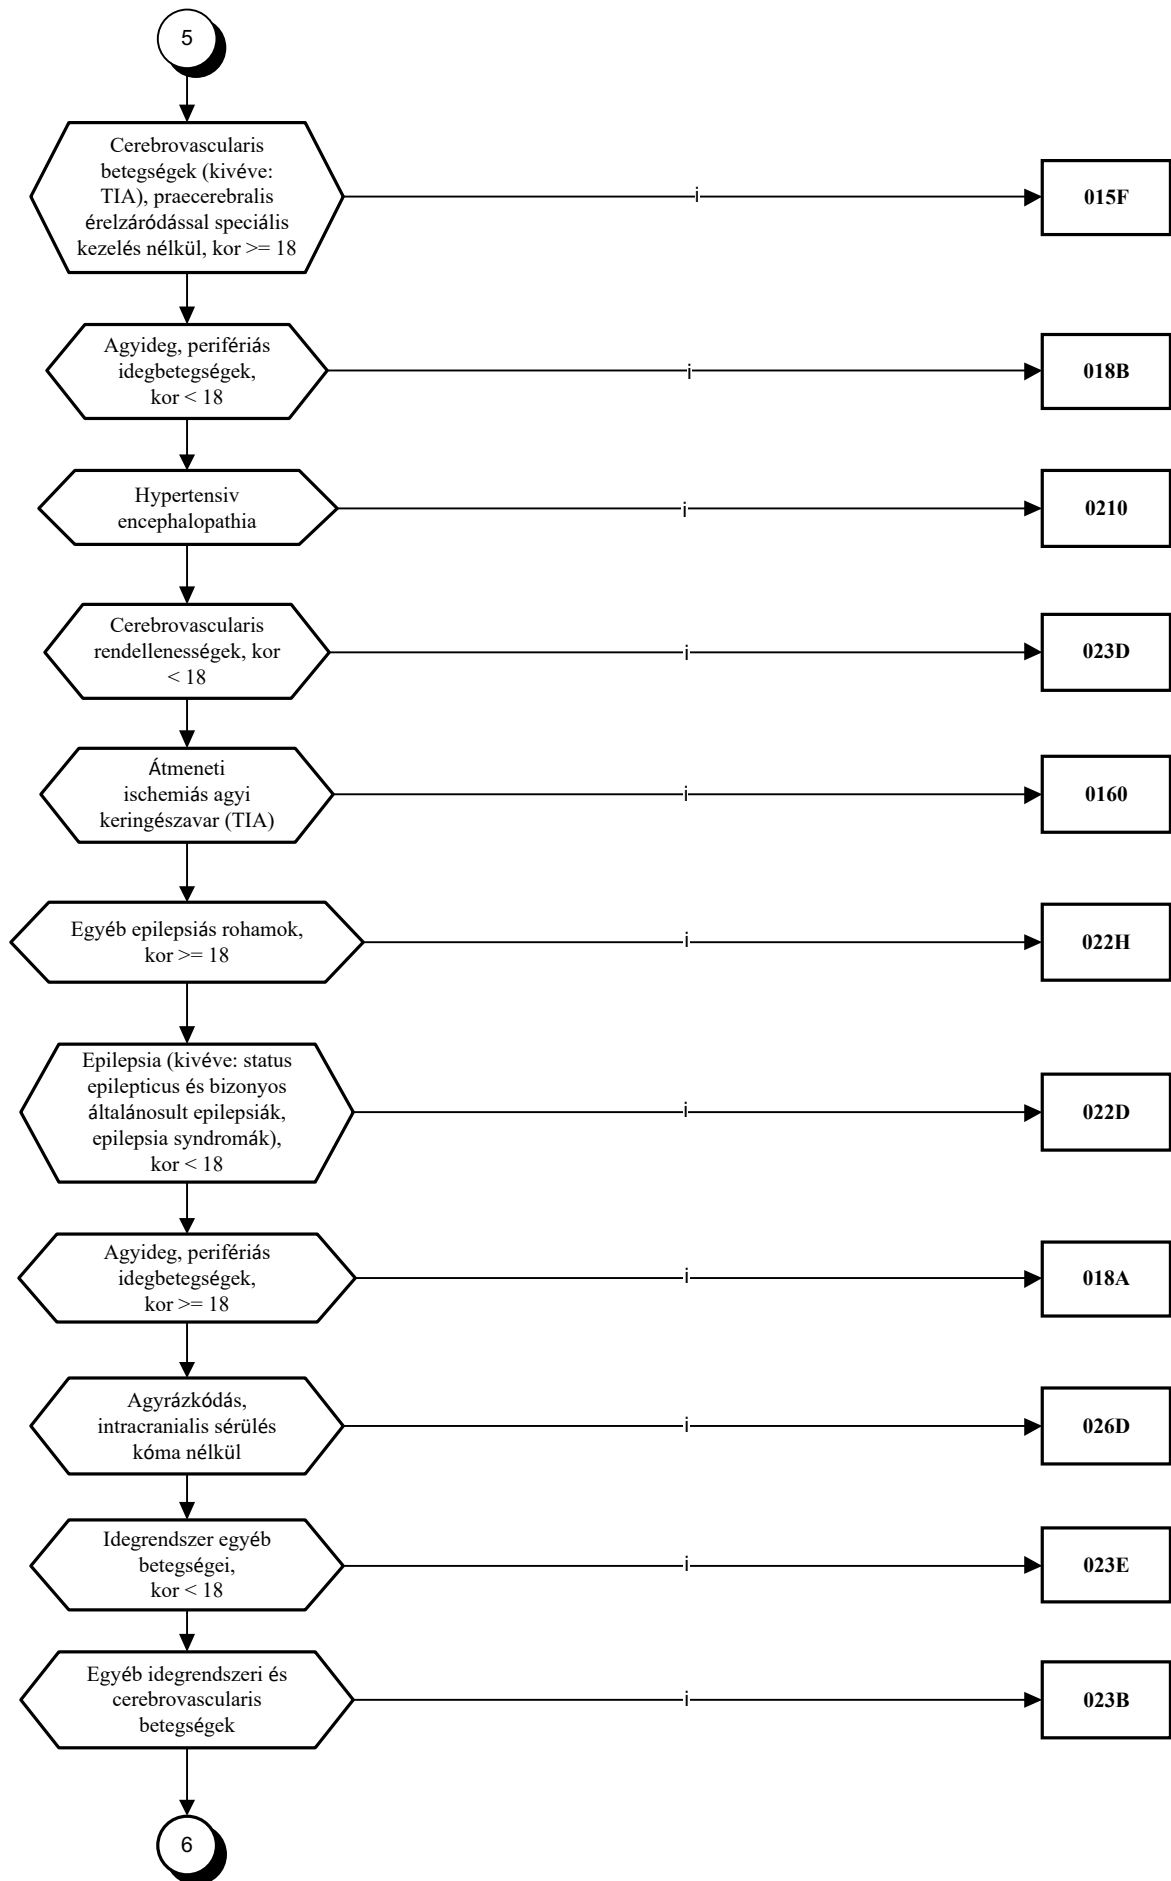 5
Cerebrovascularis
betegségek (kivéve:
TIA), praecerebralis
érelzáródással speciális
kezelés nélkül, kor >= 18
i
015F
Agyideg, perifériás
idegbetegségek,
kor < 18
i
018B
Hypertensiv
encephalopathia
i
0210
Cerebrovascularis
rendellenességek, kor
< 18
i
023D
Átmeneti
ischemiás agyi
keringészavar (TIA)
i
0160
Egyéb epilepsiás rohamok,
kor >= 18
i
022H
Epilepsia (kivéve: status
epilepticus és bizonyos
általánosult epilepsiák,
epilepsia syndromák),
kor < 18
i
022D
Agyideg, perifériás
idegbetegségek,
kor >= 18
i
018A
Agyrázkódás,
intracranialis sérülés
kóma nélkül
i
026D
Idegrendszer egyéb
betegségei,
kor < 18
i
023E
Egyéb idegrendszeri és
cerebrovascularis
betegségek
i
023B
6